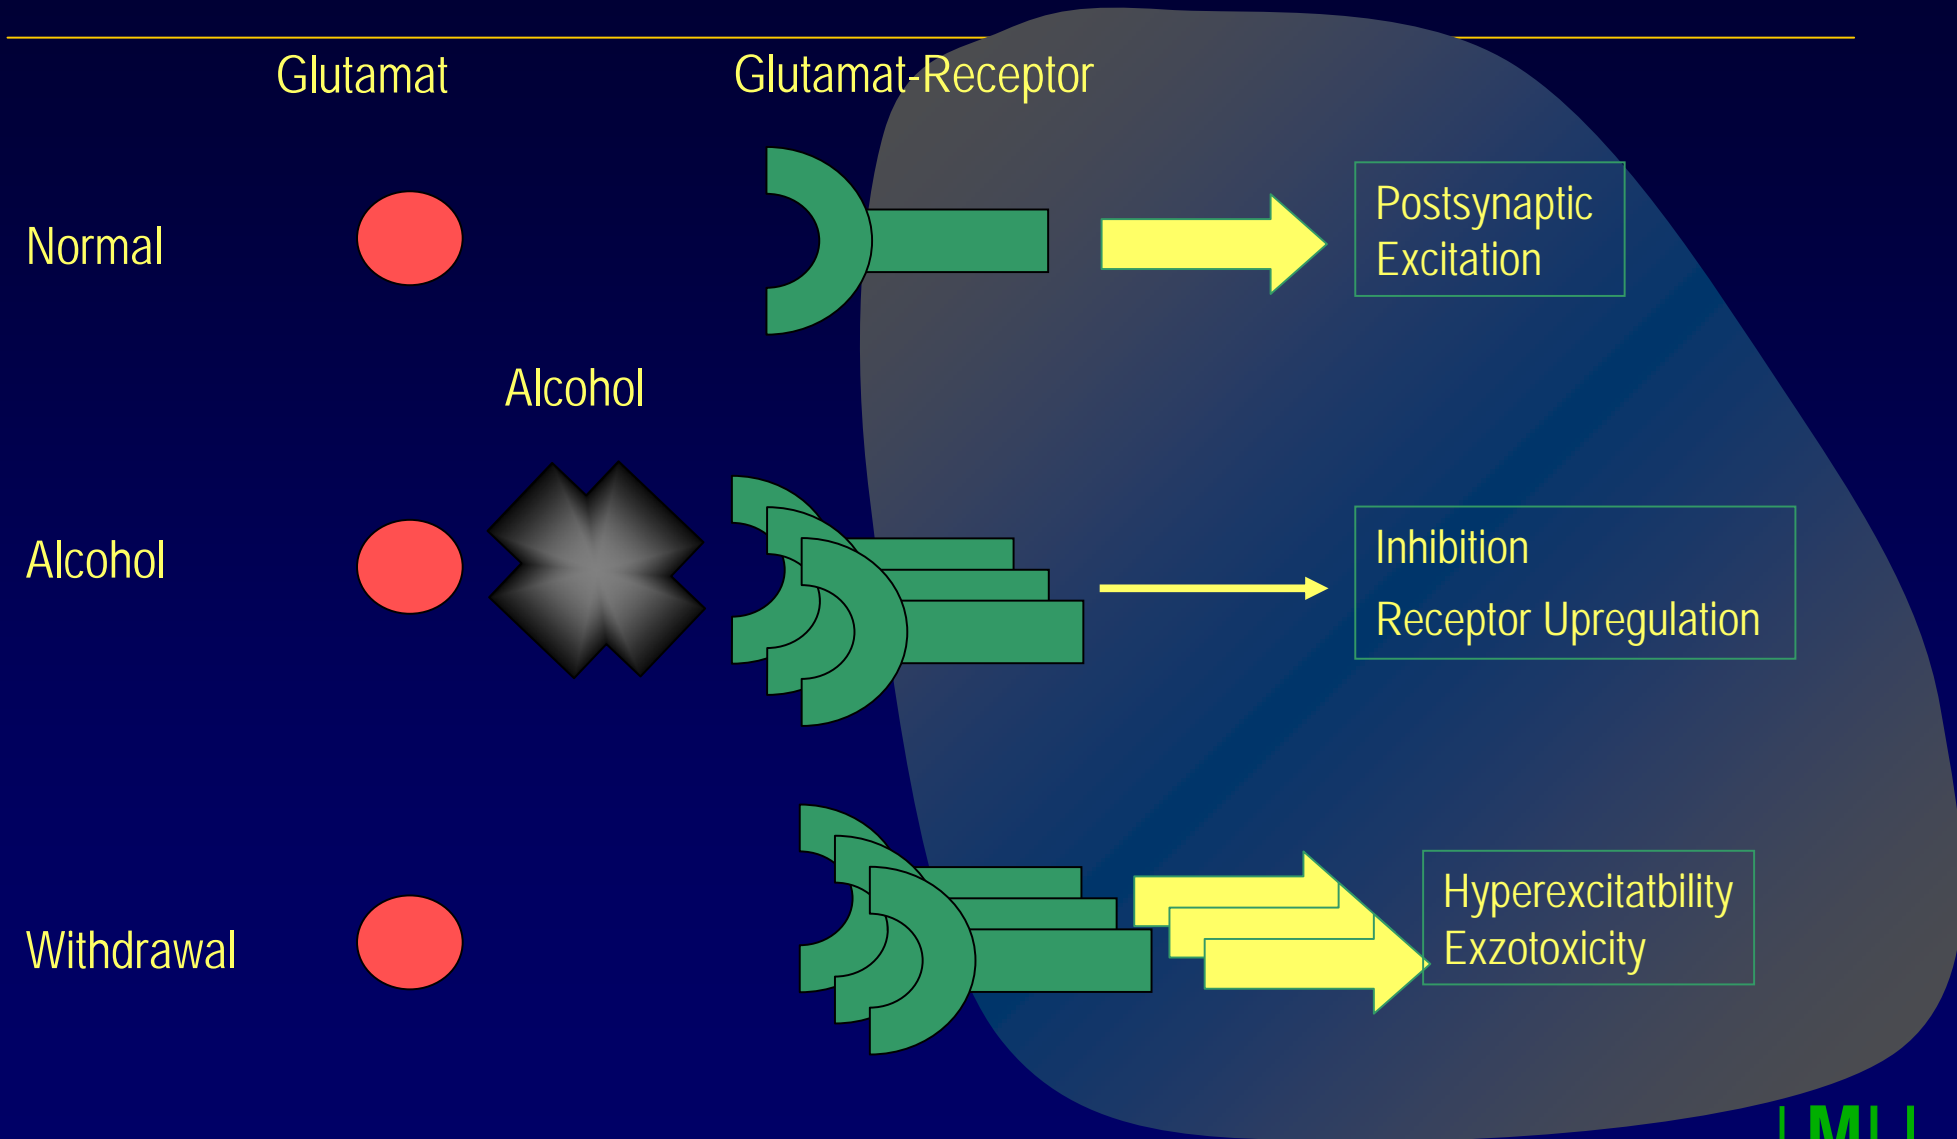 Glutamat
Glutamat-Receptor
Normal
Postsynaptic
Excitation
Alcohol
Alcohol
Inhibition
Receptor Upregulation
Withdrawal
Hyperexcitatbility
Exzotoxicity